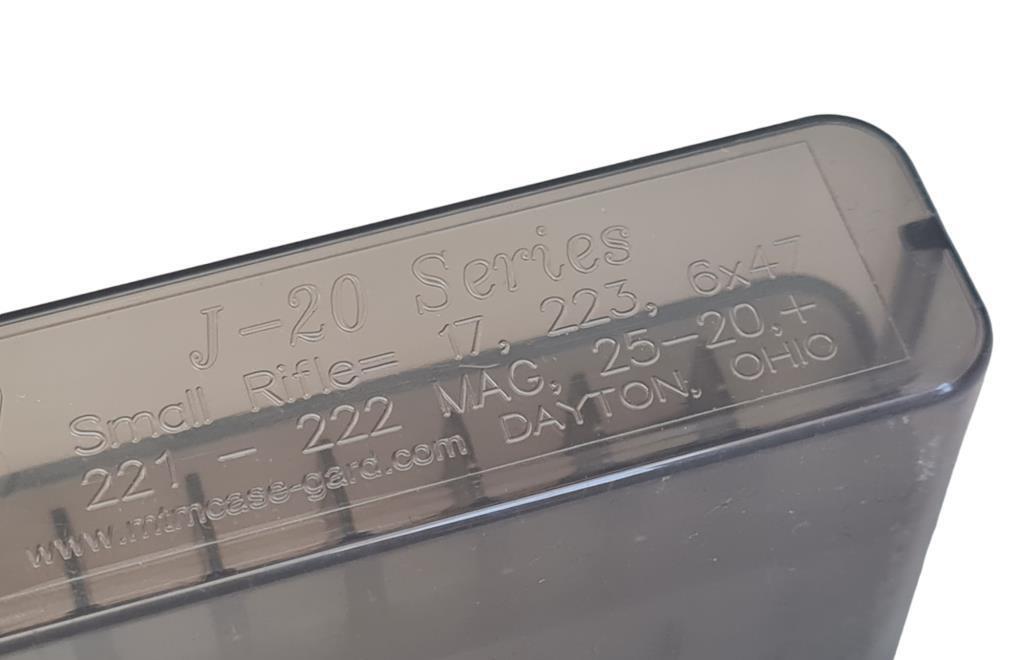 J-20 Series
Small Rifle= 17, 223, 6x47
221 - 222 MAG, 25-20,+
www.mtmcase-gard.com DAYTON, OHIO